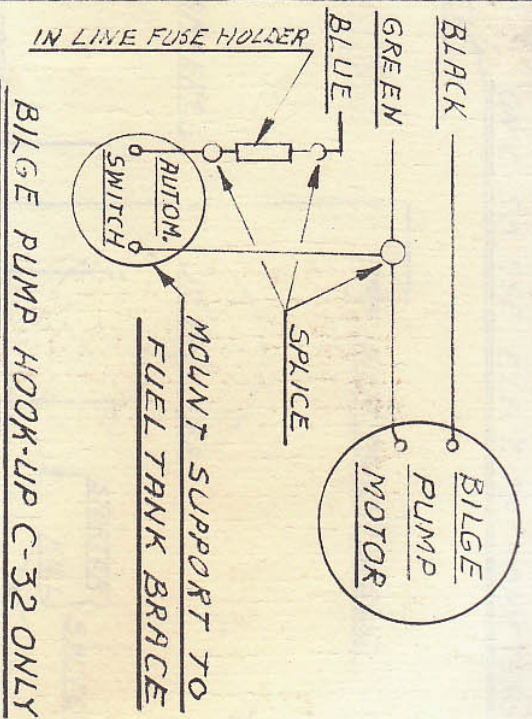 BLACK
GREEN
BLUE
IN LINE FUSE HOLDER
BILGE
PUMP
MOTOR
SPLICE
AUTOM.
SWITCH
MOUNT SUPPORT TO
FUEL TANK BRACE
BILGE PUMP HOOK-UP C-32 ONLY